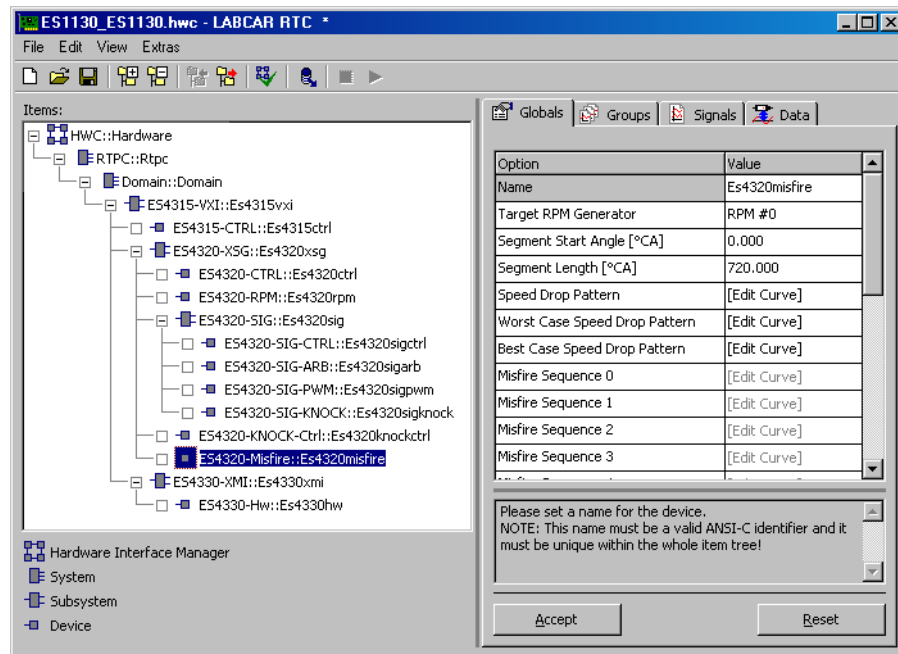 ES1130_ES1130.hwc - LABCAR RTC *
File Edit View Extras
Items:
HWC::Hardware
RTPC::Rtpc
Domain::Domain
ES4315-VXI::Es4315vxi
ES4315-CTRL::Es4315ctrl
ES4320-XSG::Es4320xsg
ES4320-CTRL::Es4320ctrl
ES4320-RPM::Es4320rpm
ES4320-SIG::Es4320sig
ES4320-SIG-CTRL::Es4320sigctrl
ES4320-SIG-ARB::Es4320sigarb
ES4320-SIG-PWM::Es4320sigpwm
ES4320-SIG-KNOCK::Es4320sigknock
ES4320-KNOCK-Ctrl::Es4320knockctrl
ES4320-Misfire::Es4320misfire
ES4330-XMI::Es4330xmi
ES4330-Hw::Es4330hw
Hardware Interface Manager
System
Subsystem
Device
Globals Groups Signals Data
Option Value
Name Es4320misfire
Target RPM Generator RPM #0
Segment Start Angle [°CA] 0.000
Segment Length [°CA] 720.000
Speed Drop Pattern [Edit Curve]
Worst Case Speed Drop Pattern [Edit Curve]
Best Case Speed Drop Pattern [Edit Curve]
Misfire Sequence 0 [Edit Curve]
Misfire Sequence 1 [Edit Curve]
Misfire Sequence 2 [Edit Curve]
Misfire Sequence 3 [Edit Curve]
Please set a name for the device.
NOTE: This name must be a valid ANSI-C identifier and it
must be unique within the whole item tree!
Accept Reset